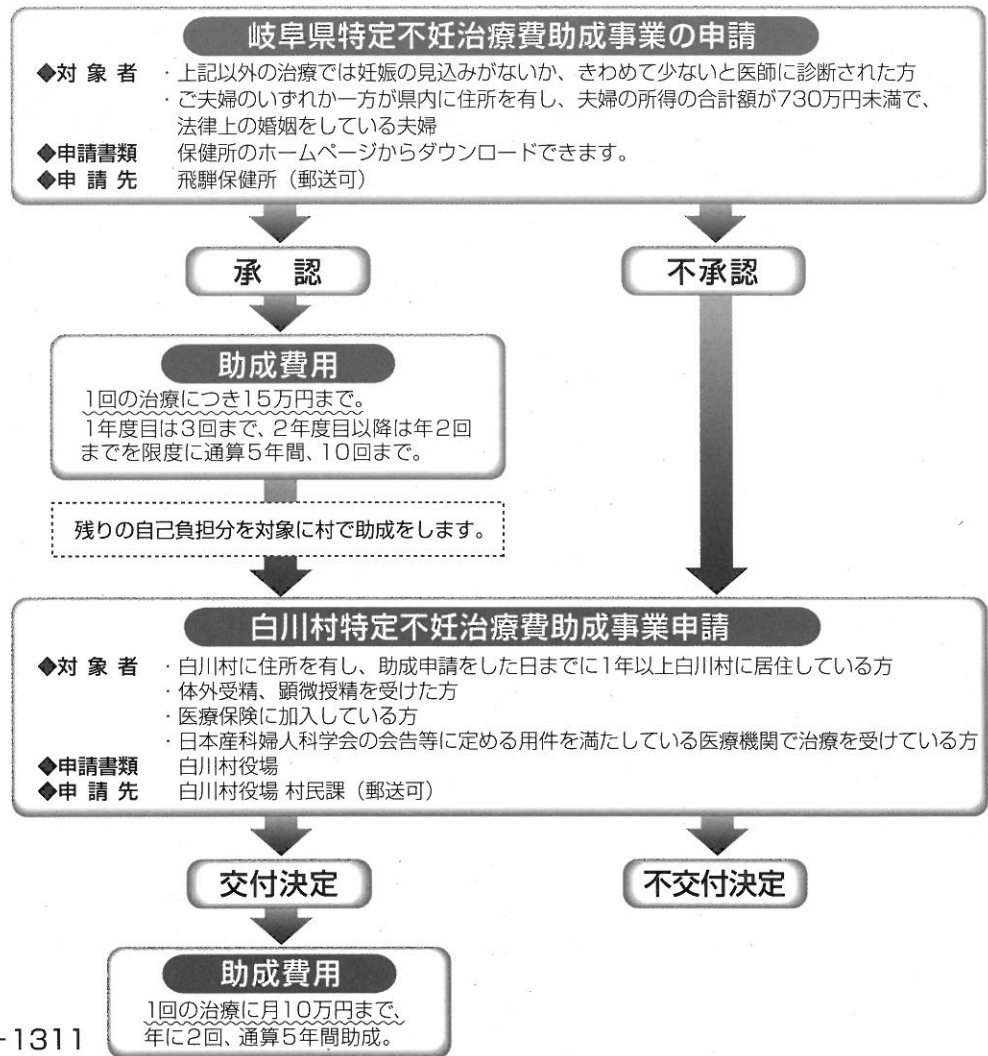 岐阜県特定不妊治療費助成事業の申請
◆対象者 ・上記以外の治療では妊娠の見込みがないか、きわめて少ないと医師に診断された方
・ご夫婦のいずれか一方が県内に住所を有し、夫婦の所得の合計額が730万円未満で、
法律上の婚姻をしている夫婦
◆申請書類 保健所のホームページからダウンロードできます。
◆申請先 飛騨保健所（郵送可）
承認
不承認
助成費用
1回の治療につき15万円まで。
1年度目は3回まで、2年度目以降は年2回
までを限度に通算5年間、10回まで。
残りの自己負担分を対象に村で助成をします。
白川村特定不妊治療費助成事業申請
◆対象者 ・白川村に住所を有し、助成申請をした日までに1年以上白川村に居住している方
・体外受精、顕微授精を受けた方
・医療保険に加入している方
・日本産科婦人科学会の会告等に定める用件を満たしている医療機関で治療を受けている方
◆申請書類 白川村役場
◆申請先 白川村役場 村民課（郵送可）
交付決定
不交付決定
助成費用
1回の治療に月10万円まで、
年に2回、通算5年間助成。
-1311